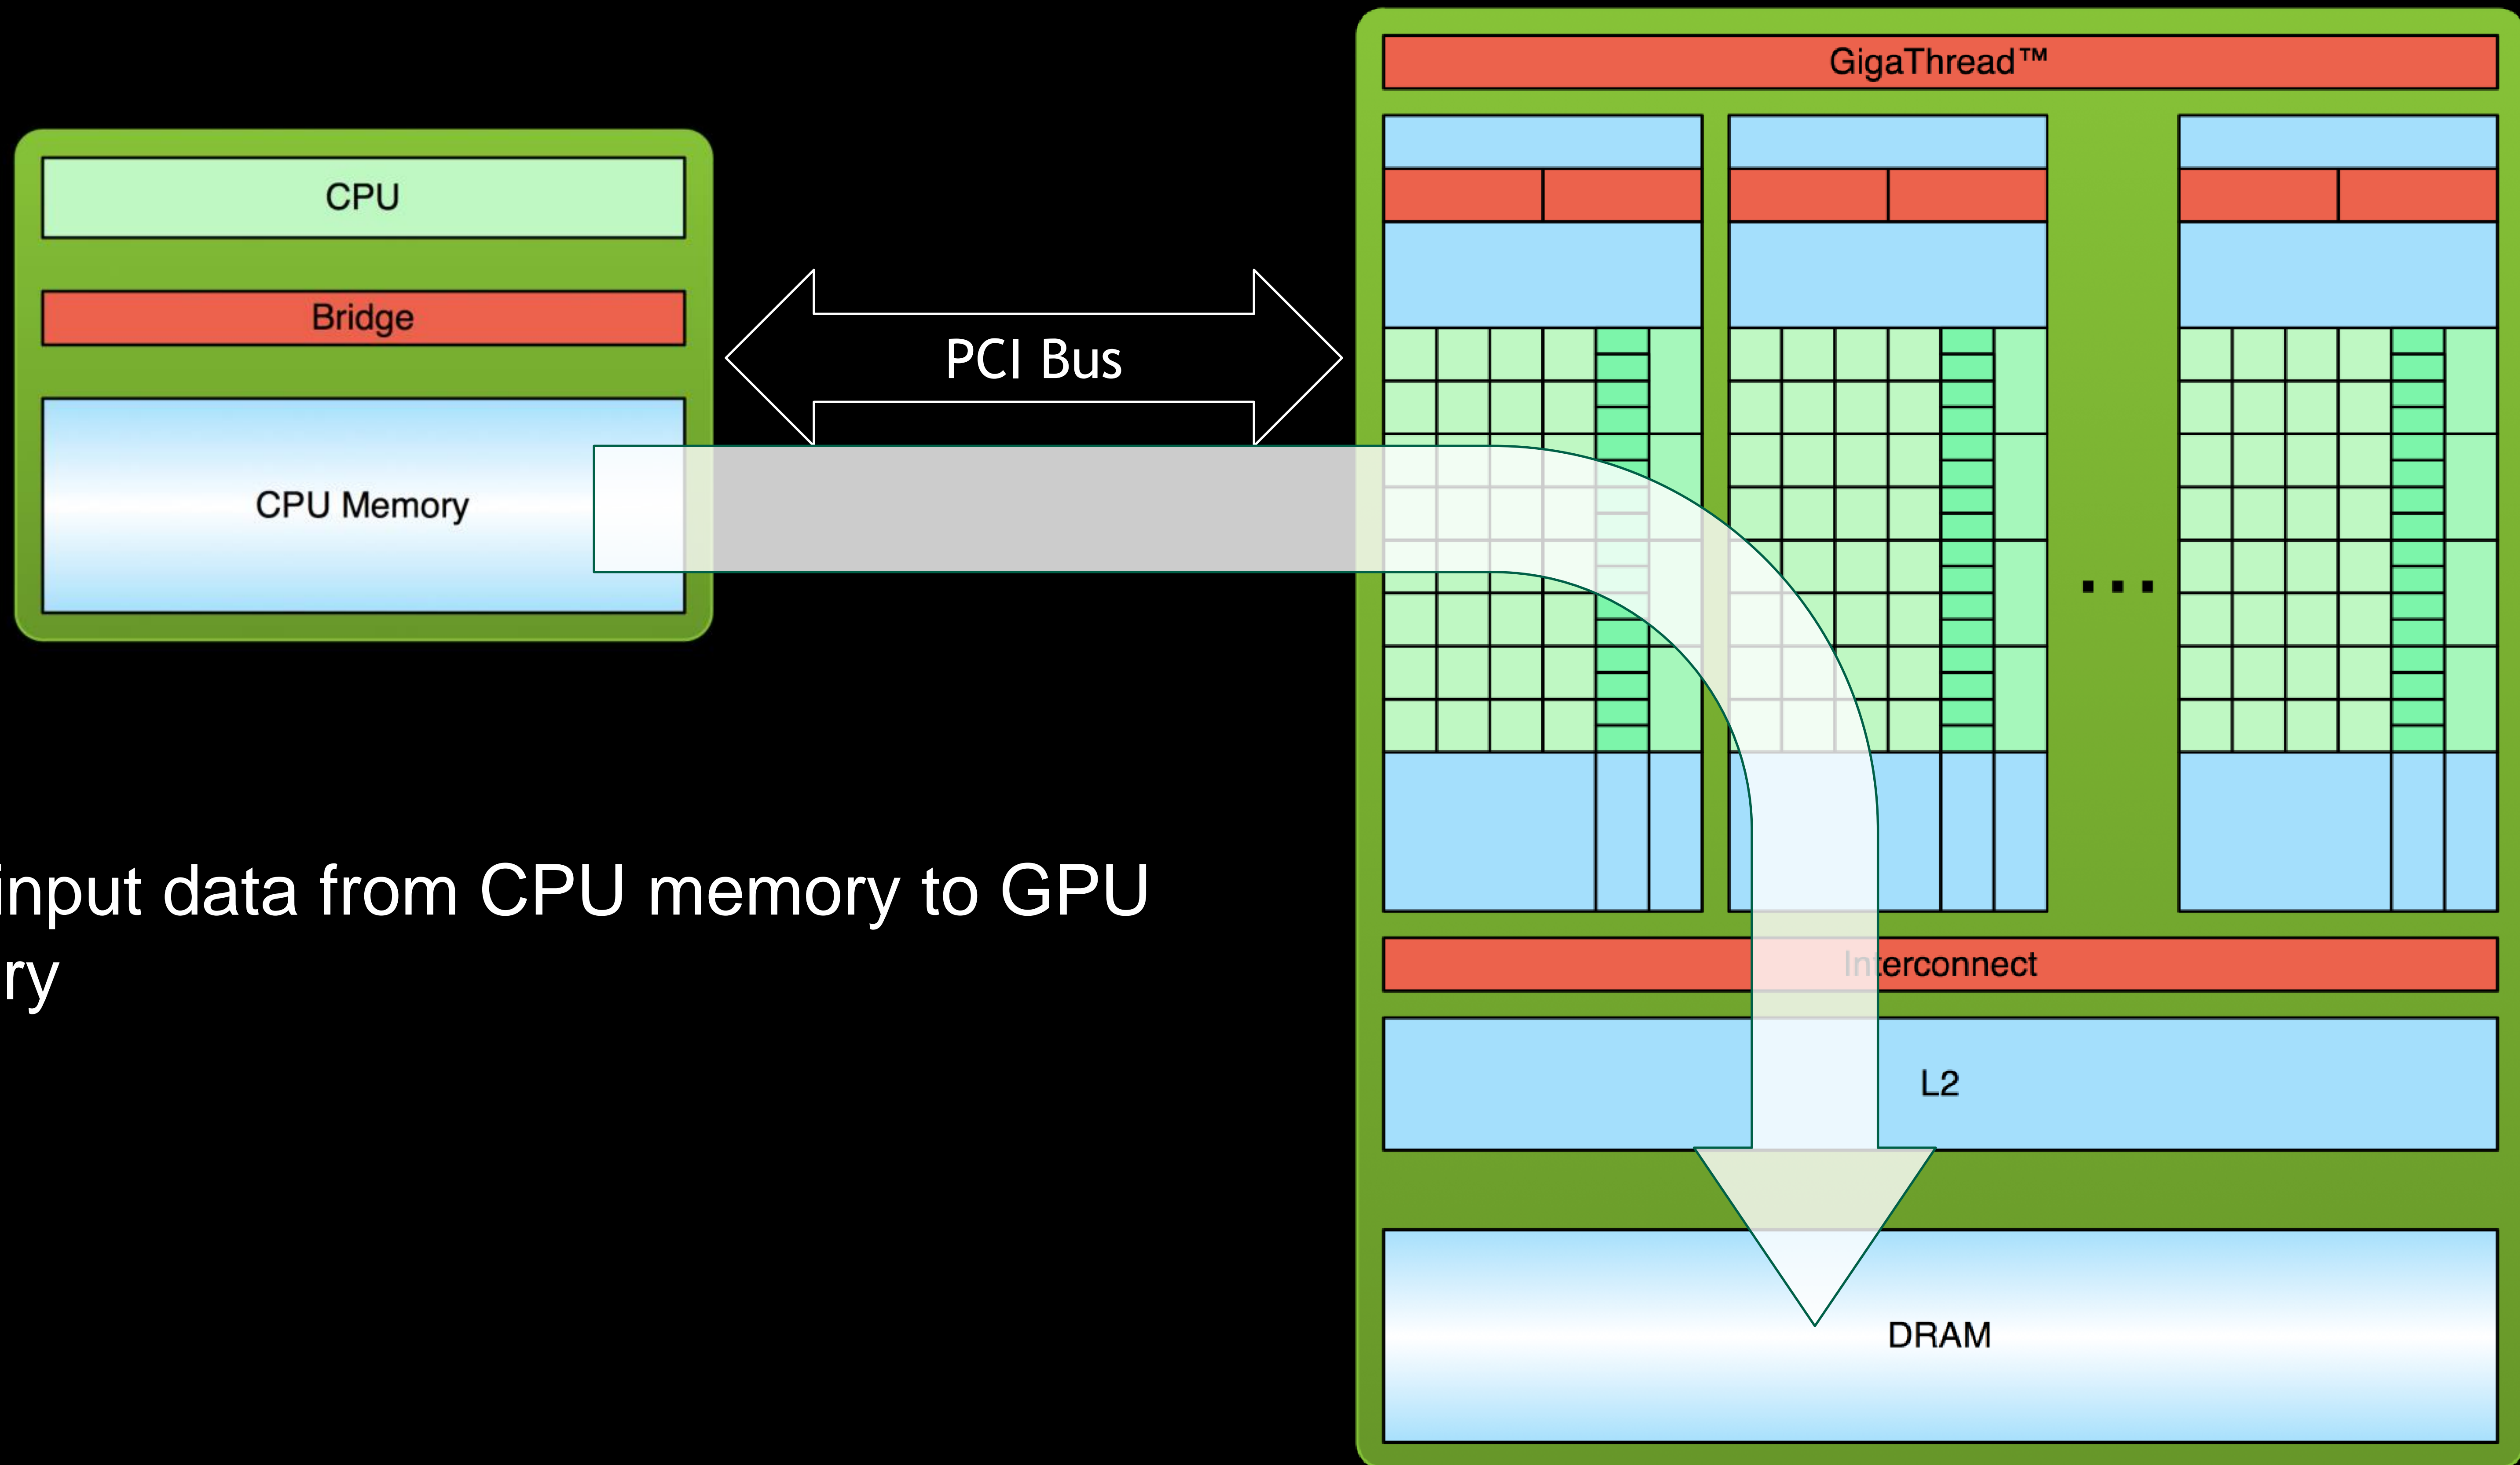 GigaThread™
CPU
Bridge
PCI Bus
CPU Memory
...
input data from CPU memory to GPU
ry
Interconnect
L2
DRAM